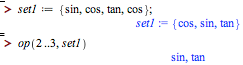 > set1 := {sin, cos, tan, cos};
set1 := {cos, sin, tan}
> op(2 ..3, set1)
sin, tan